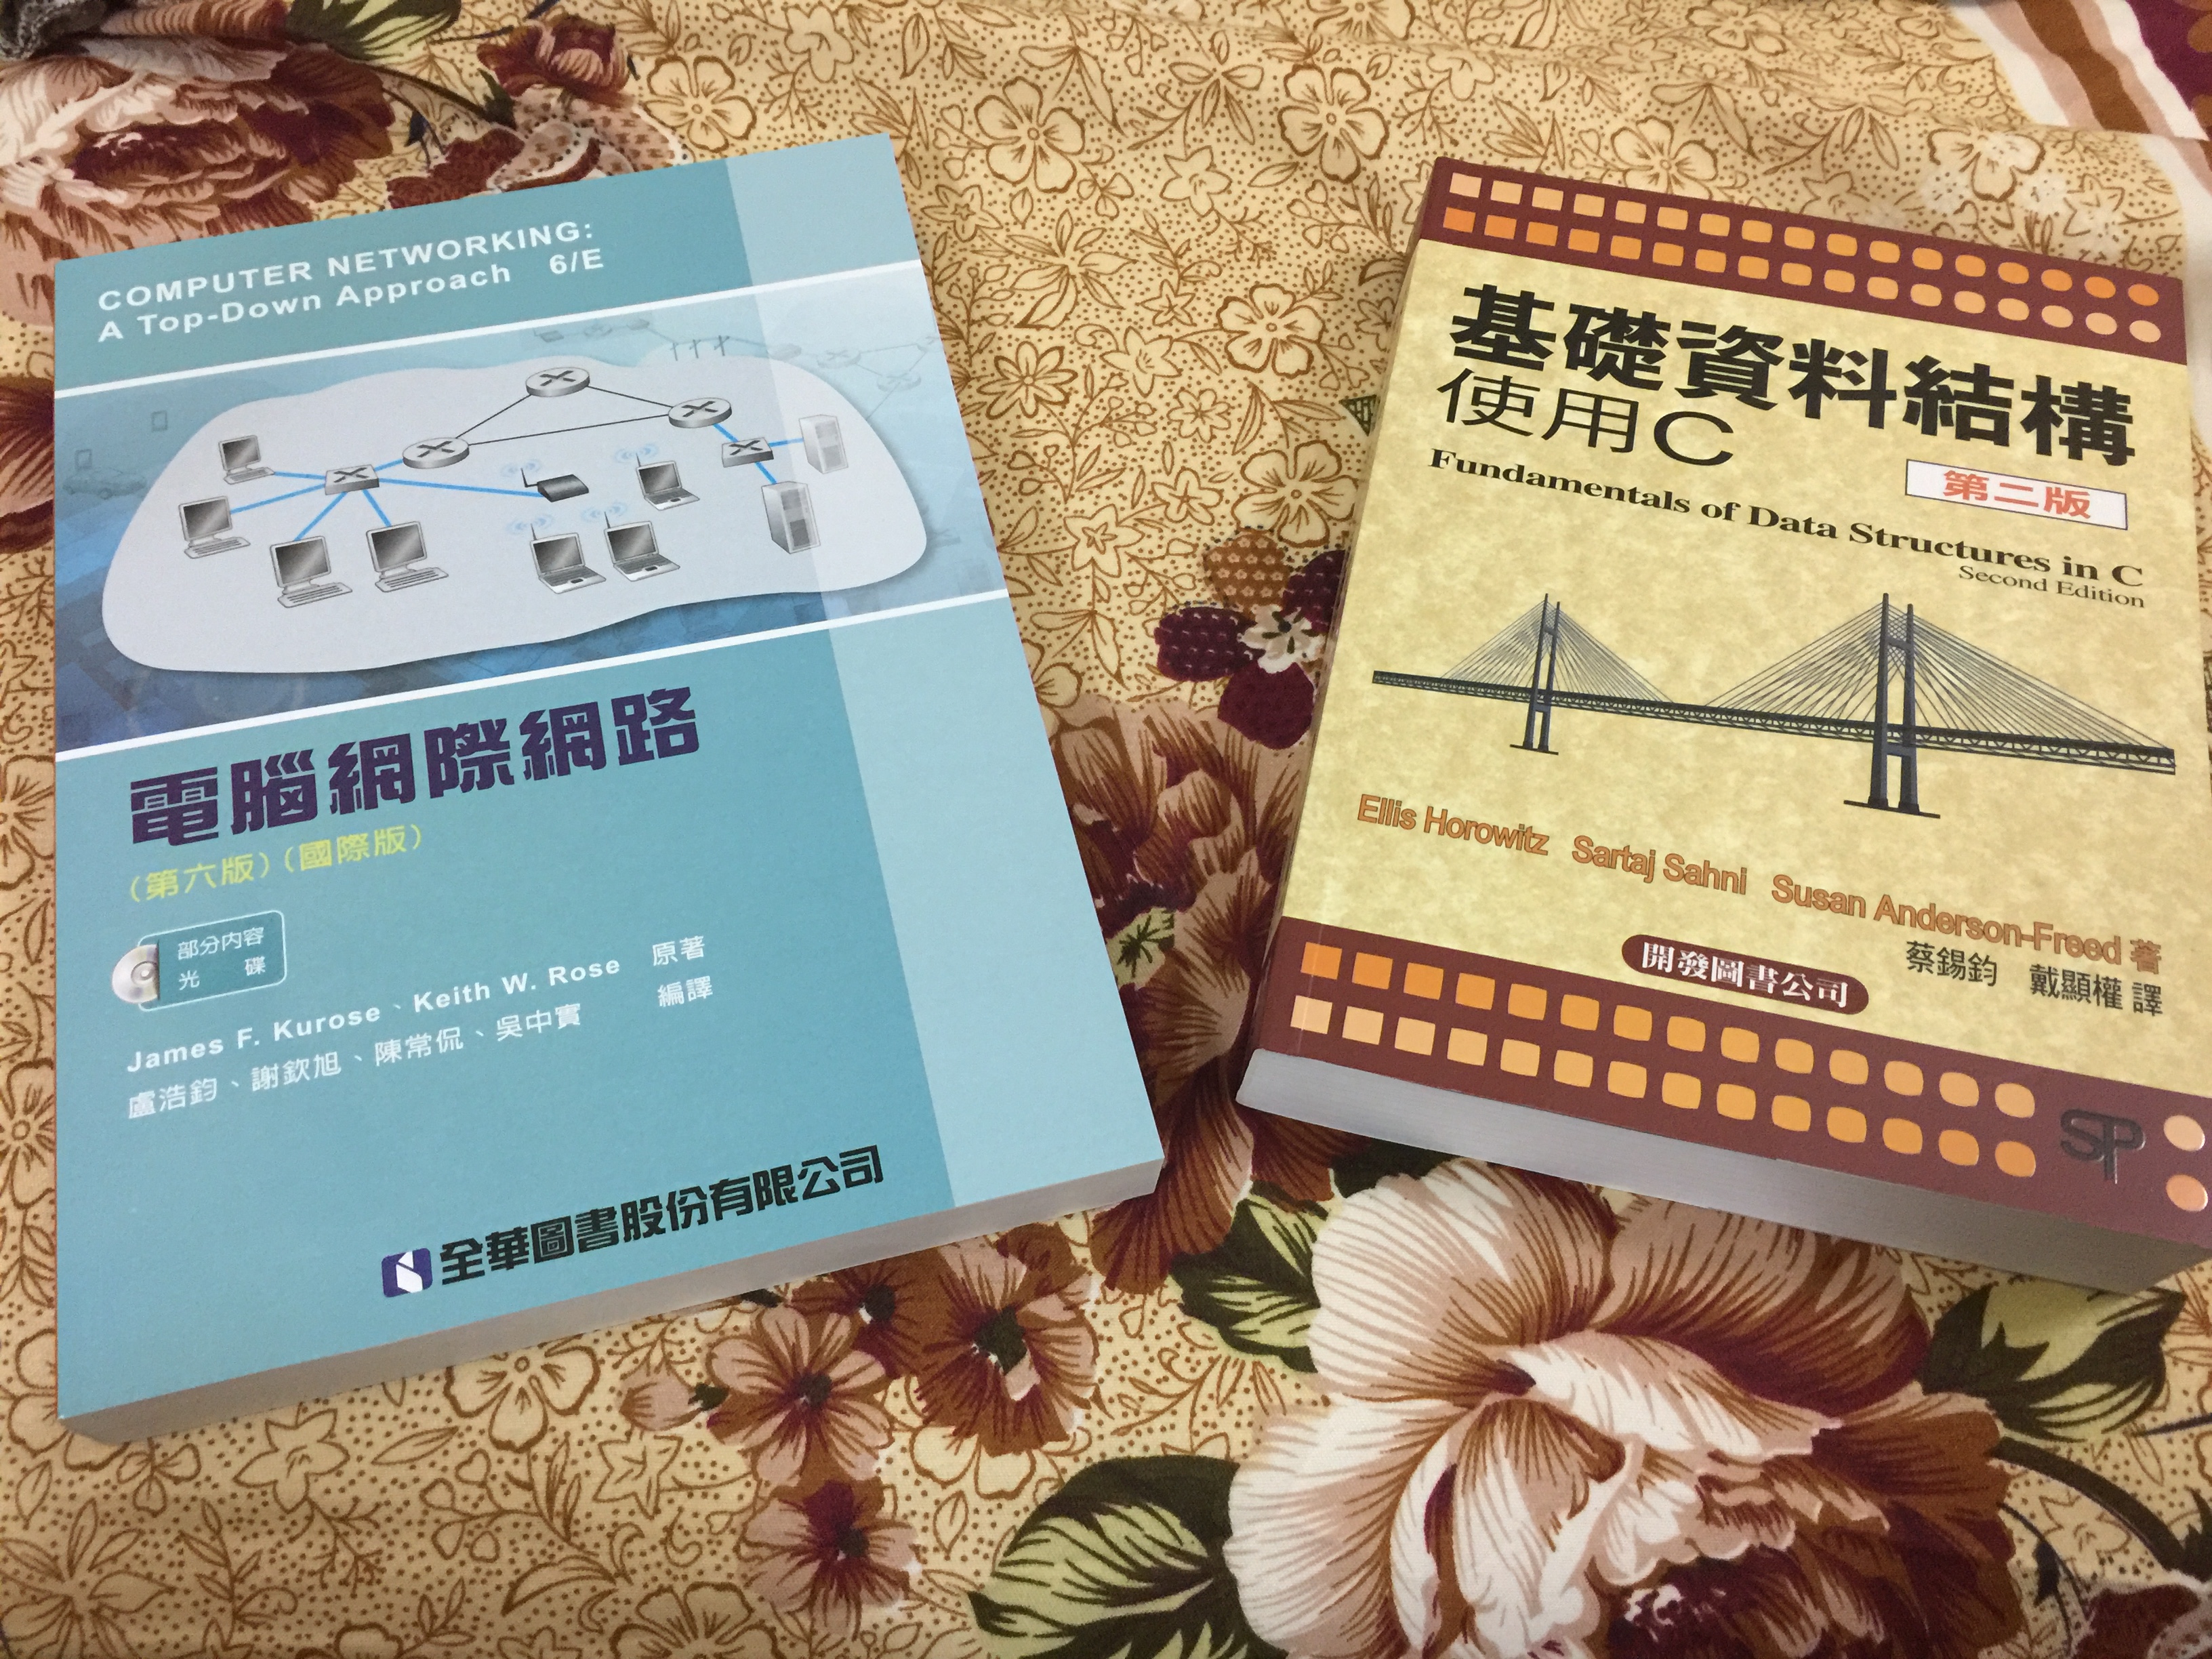 COMPUTER NETWORKING:
A Top-Down Approach 6/E
電腦網際網路
(第六版)(國際版)
部分內容
光碟
James F. Kurose、Keith W. Rose 原著
盧浩鈞、謝欽旭、陳常侃、吳中實 編譯
全華圖書股份有限公司
基礎資料結構
使用C
第二版
Fundamentals of Data Structures in C
Second Edition
Ellis Horowitz Sartaj Sahni Susan Anderson-Freed 著
蔡錫鈞 戴顯權 譯
開發圖書公司
SP